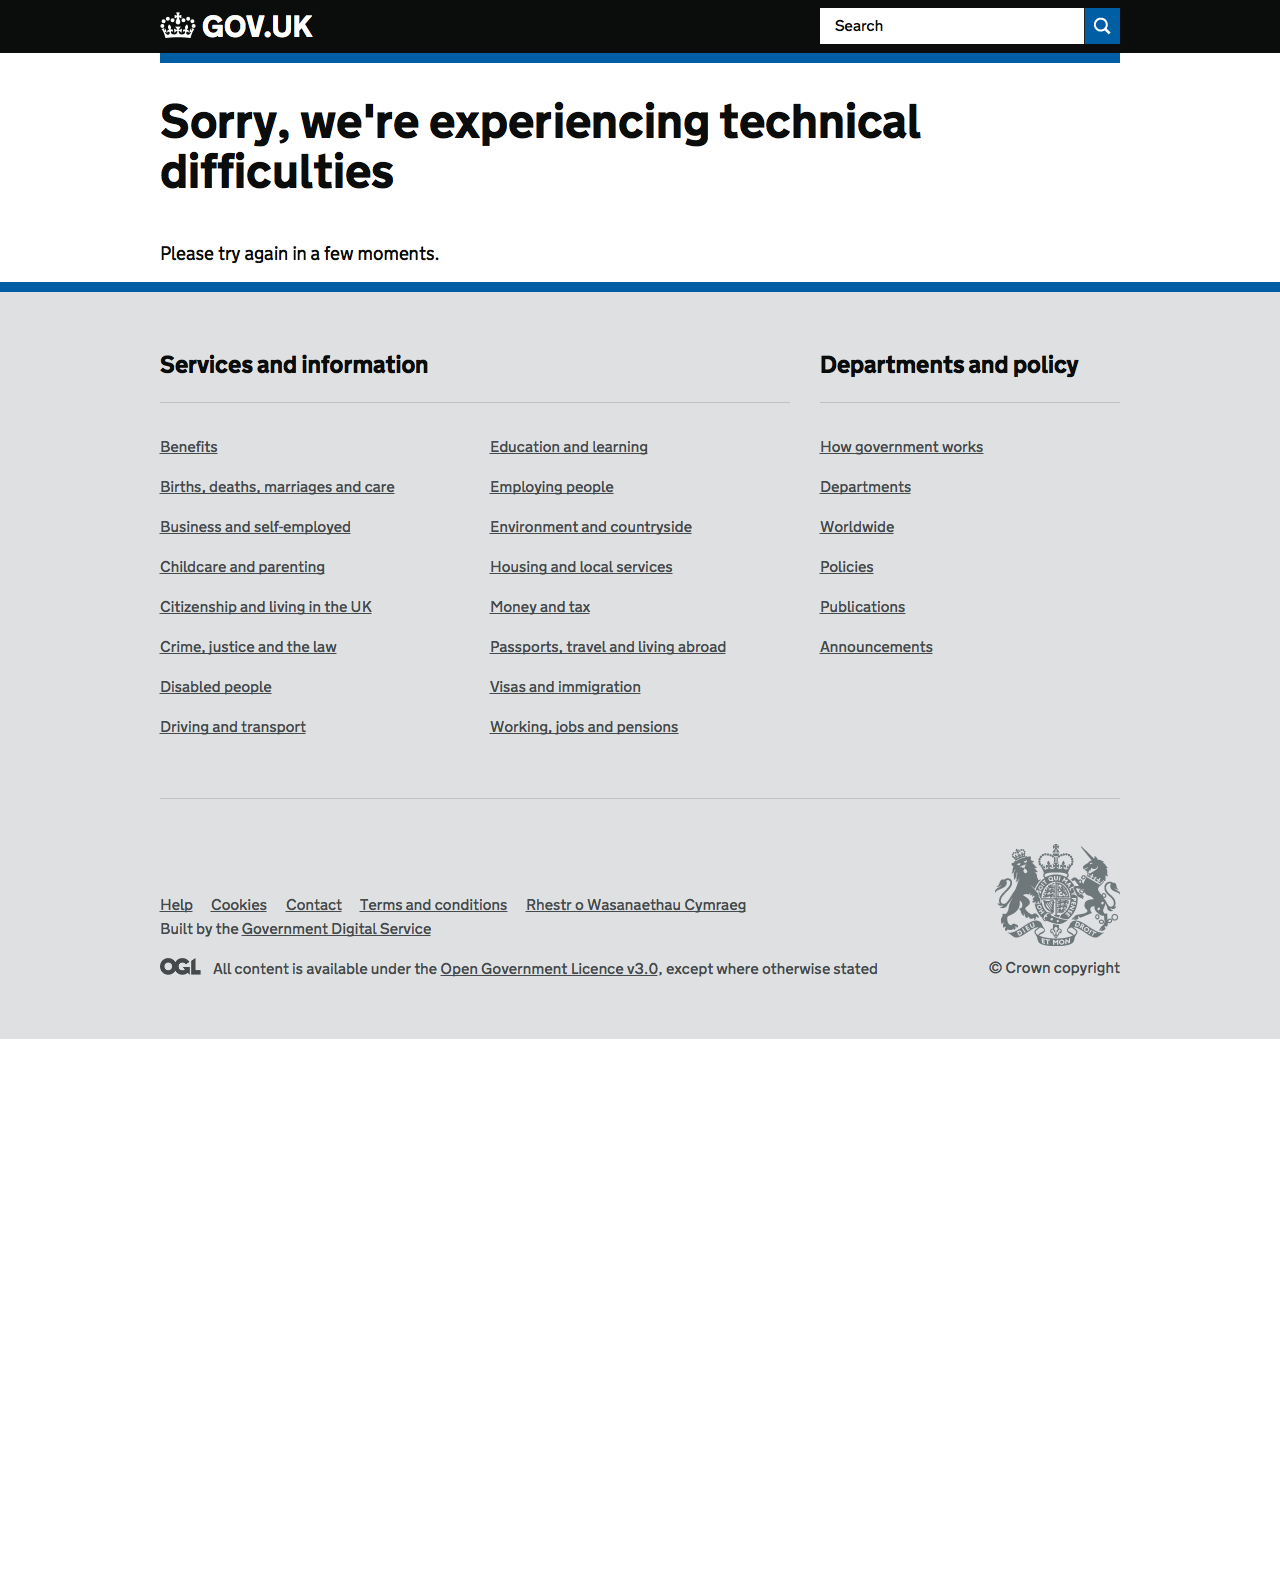 GOV.UK
Search
Sorry, we're experiencing technical
difficulties
Please try again in a few moments.
Services and information
Benefits
Births, deaths, marriages and care
Business and self-employed
Childcare and parenting
Citizenship and living in the UK
Crime, justice and the law
Disabled people
Driving and transport
Education and learning
Employing people
Environment and countryside
Housing and local services
Money and tax
Passports, travel and living abroad
Visas and immigration
Working, jobs and pensions
Departments and policy
How government works
Departments
Worldwide
Policies
Publications
Announcements
Help Cookies Contact Terms and conditions Rhestr o Wasanaethau Cymraeg
Built by the Government Digital Service
OGL All content is available under the Open Government Licence v3.0, except where otherwise stated
DIEU ET MON DROIT
© Crown copyright